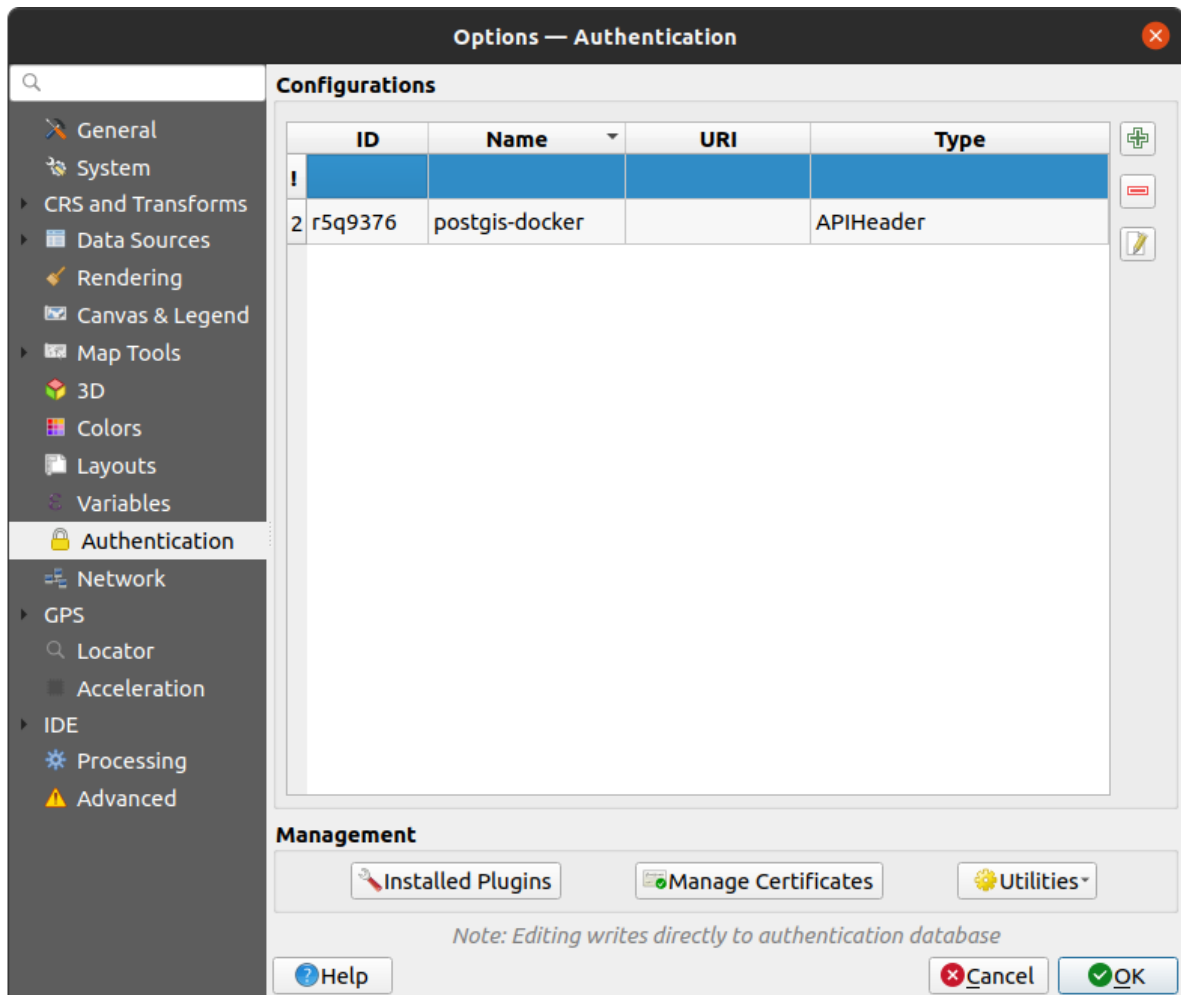 Options — Authentication
Configurations
General
System
CRS and Transforms
Data Sources
Rendering
Canvas & Legend
Map Tools
3D
Colors
Layouts
Variables
Authentication
Network
GPS
Locator
Acceleration
IDE
Processing
Advanced
ID Name URI Type
!
2 r5q9376 postgis-docker APIHeader
Management
Installed Plugins Manage Certificates Utilities
Note: Editing writes directly to authentication database
Help Cancel OK